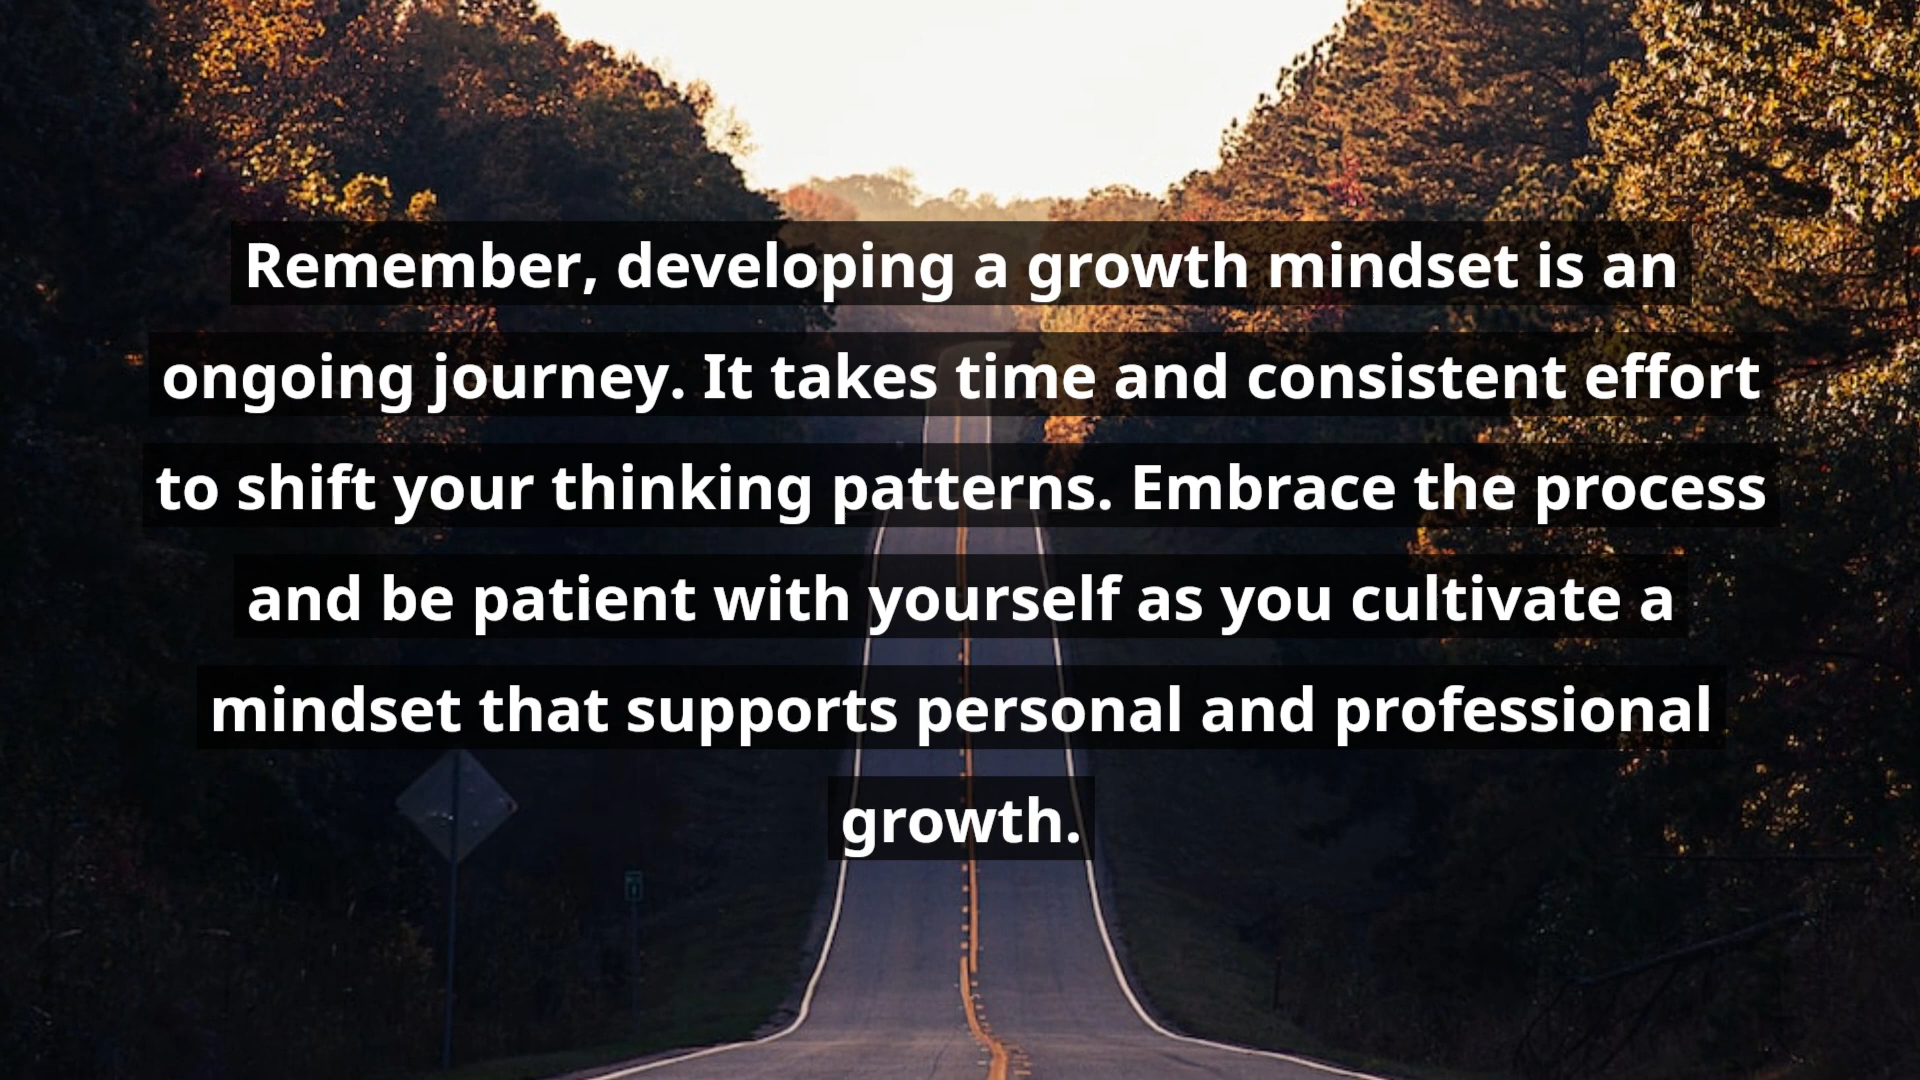 Remember, developing a growth mindset is an
ongoing journey. It takes time and consistent effort
to shift your thinking patterns. Embrace the process
and be patient with yourself as you cultivate a
mindset that supports personal and professional
growth.